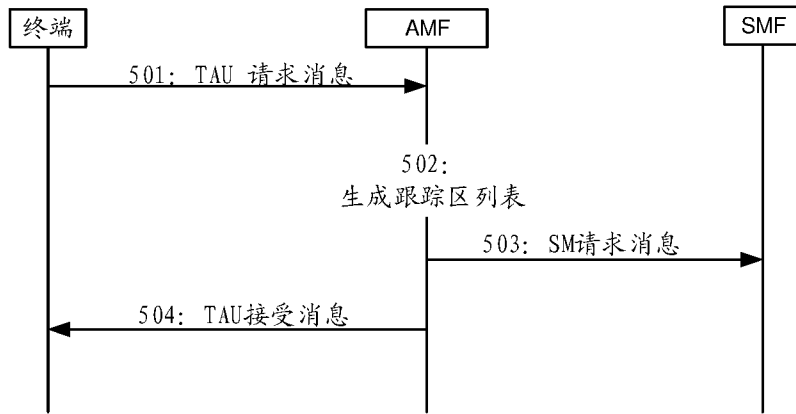 终端
AMF
SMF
501: TAU 请求消息
502:
生成跟踪区列表
503: SM请求消息
504: TAU接受消息